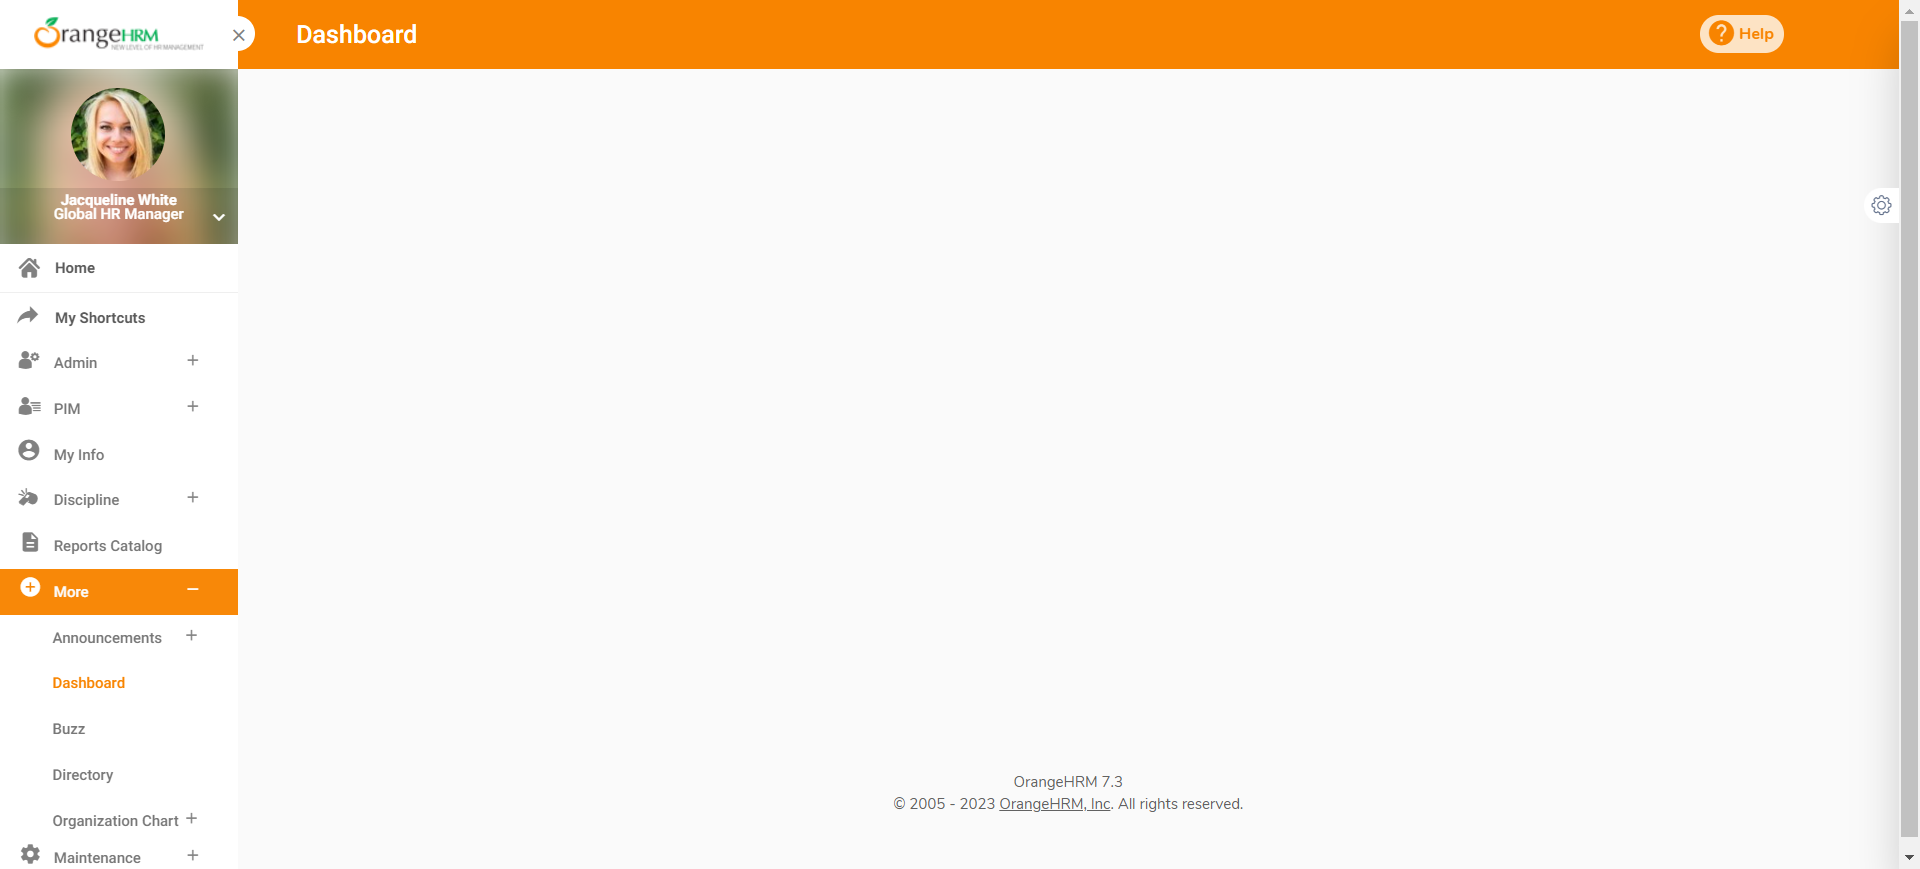 OrangeHRM
NEW LEVEL OF HR MANAGEMENT
Dashboard
Help
Jacqueline White
Global HR Manager
Home
My Shortcuts
Admin
PIM
My Info
Discipline
Reports Catalog
More
Announcements
Dashboard
Buzz
Directory
Organization Chart
Maintenance
OrangeHRM 7.3
© 2005 - 2023 OrangeHRM, Inc. All rights reserved.